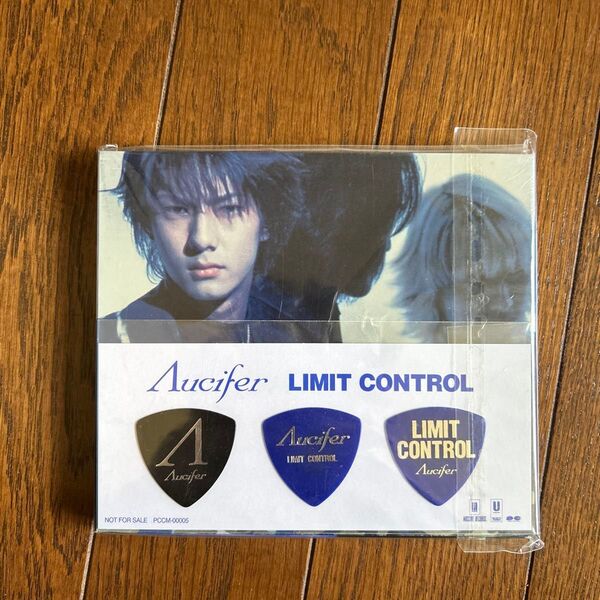 Λucifer LIMIT CONTROL
Λ
Λucifer
Λucifer
LIMIT CONTROL
LIMIT
CONTROL
Λucifer
NOT FOR SALE PCCM-00005
U